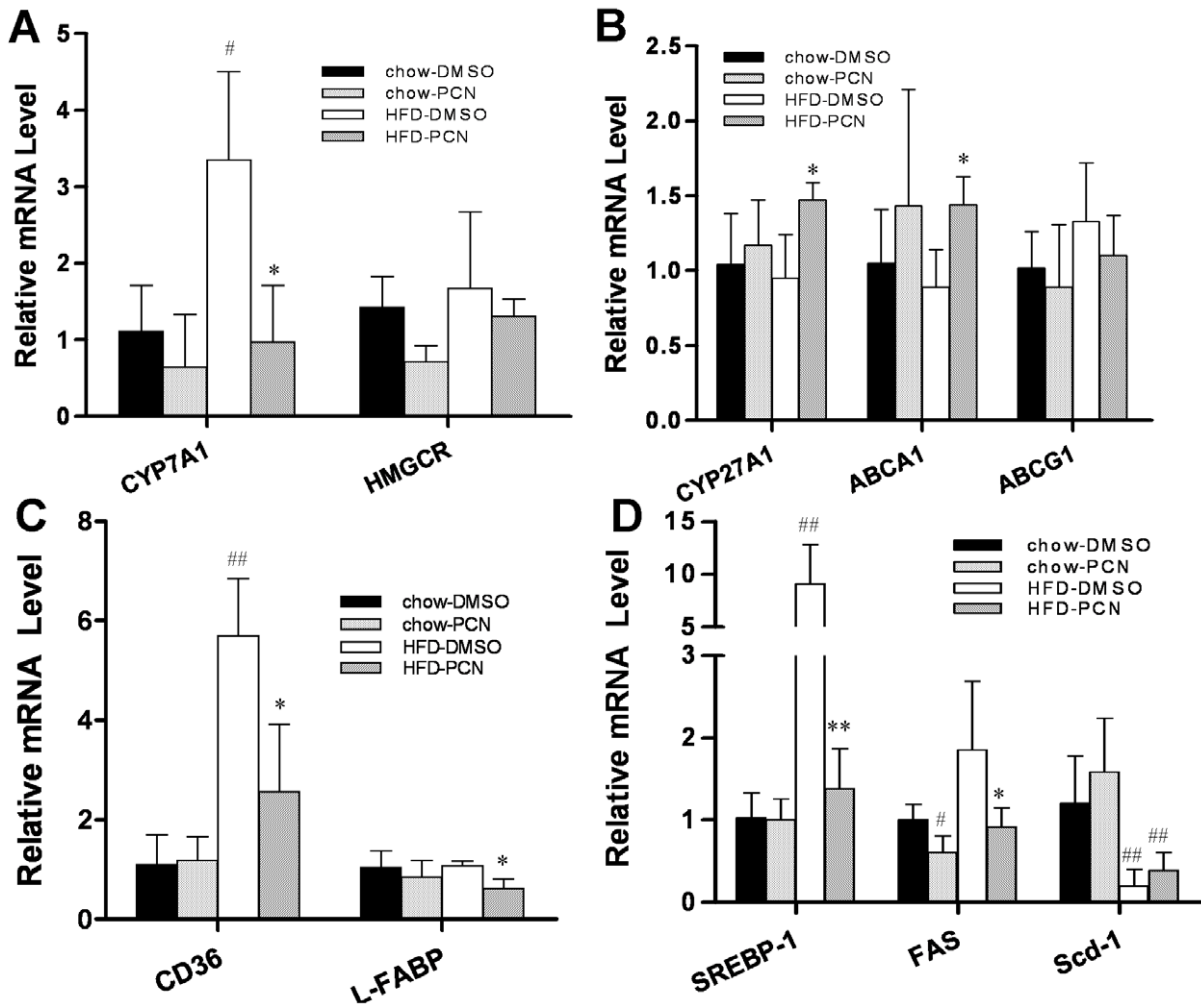 A
Relative mRNA Level
5
4
3
2
1
0
#
*
chow-DMSO
chow-PCN
HFD-DMSO
HFD-PCN
CYP7A1
HMGCR
B
Relative mRNA Level
2.5
2.0
1.5
1.0
0.5
0.0
chow-DMSO
chow-PCN
HFD-DMSO
HFD-PCN
*
*
CYP27A1
ABCA1
ABCG1
C
Relative mRNA Level
8
6
4
2
0
##
*
*
chow-DMSO
chow-PCN
HFD-DMSO
HFD-PCN
CD36
L-FABP
D
Relative mRNA Level
15
10
5
3
2
1
0
##
**
#
*
##
##
chow-DMSO
chow-PCN
HFD-DMSO
HFD-PCN
SREBP-1
FAS
Scd-1